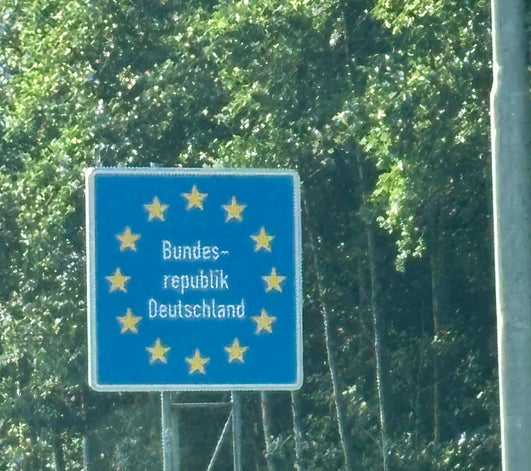 Bundes-
republik
Deutschland